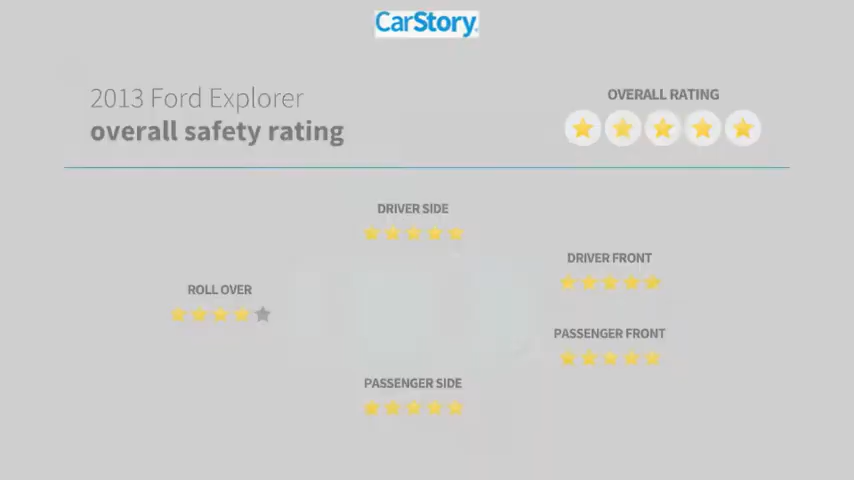 CarStory.
2013 Ford Explorer
overall safety rating
OVERALL RATING
DRIVER SIDE
DRIVER FRONT
ROLL OVER
PASSENGER FRONT
PASSENGER SIDE